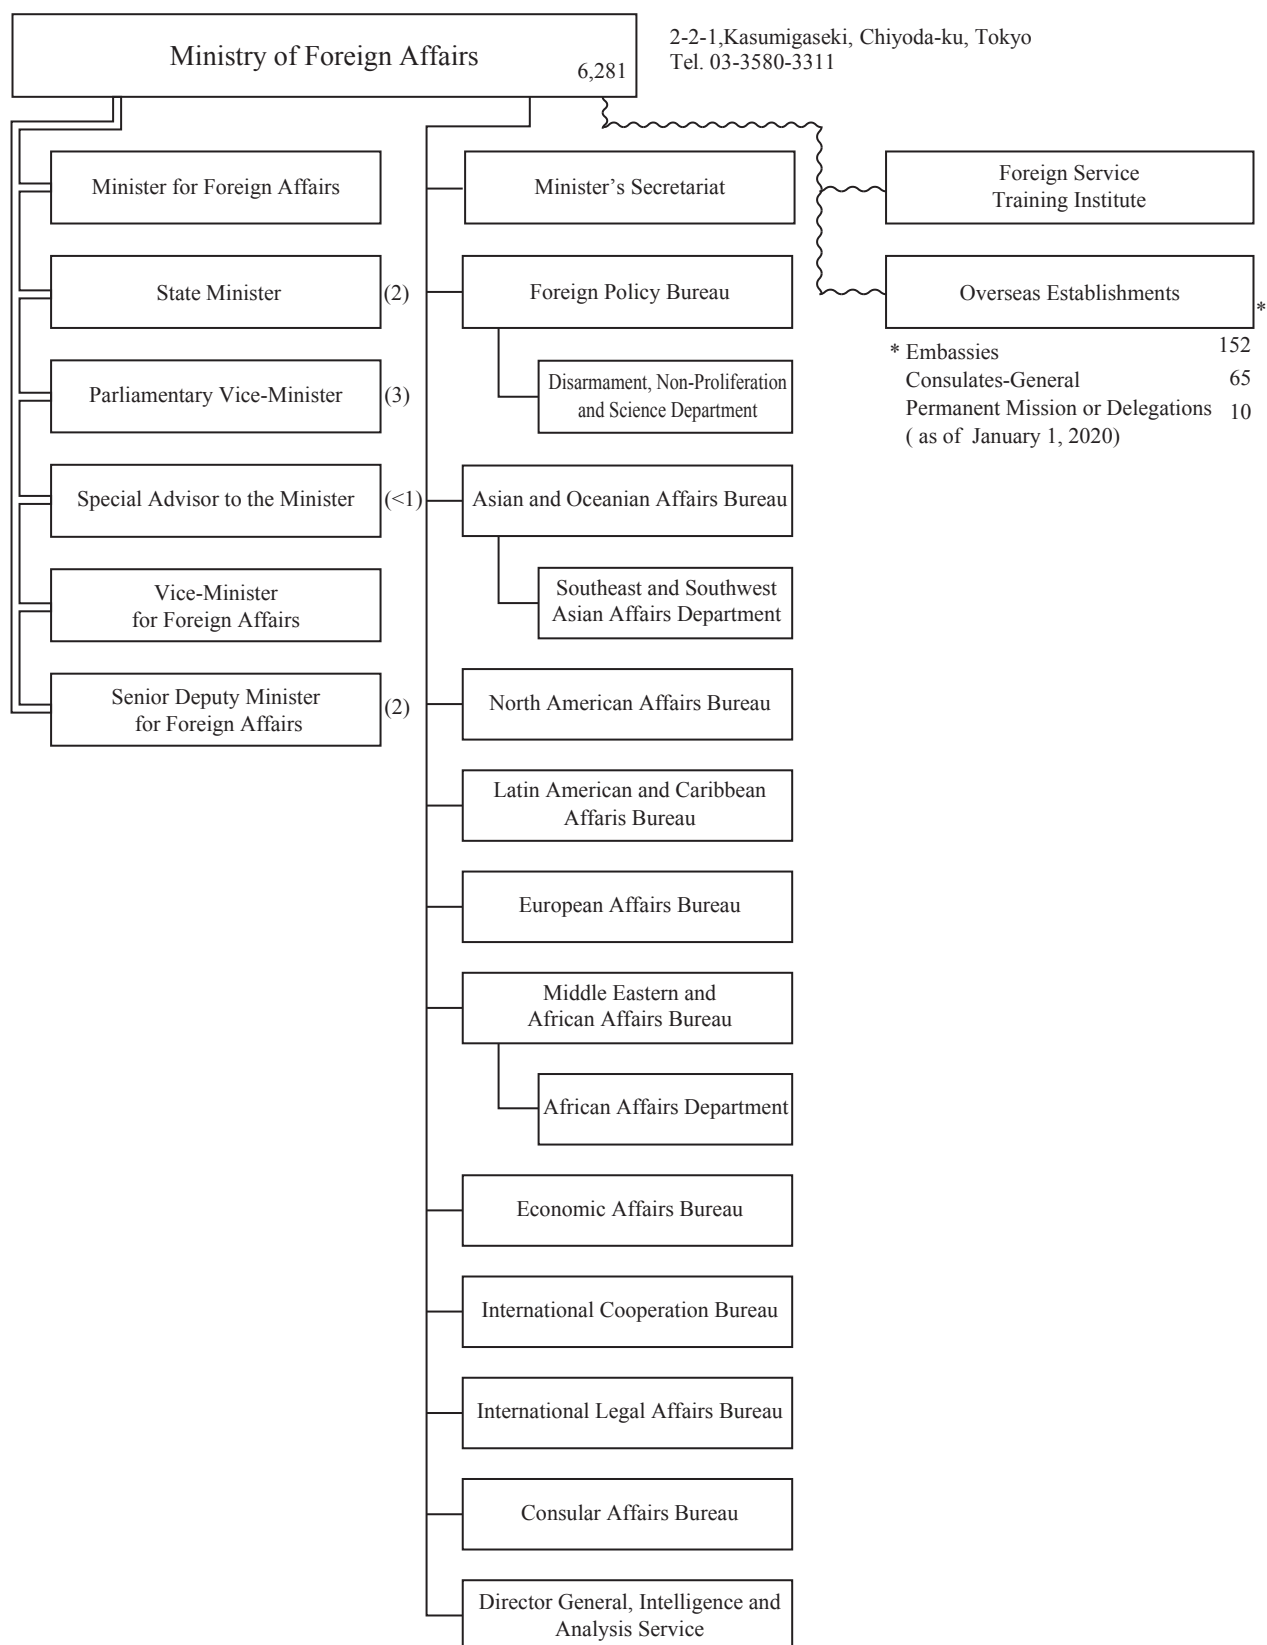 Ministry of Foreign Affairs
6,281
2-2-1,Kasumigaseki, Chiyoda-ku, Tokyo
Tel. 03-3580-3311
Minister for Foreign Affairs
State Minister
(2)
Parliamentary Vice-Minister
(3)
Special Advisor to the Minister
(<1)
Vice-Minister
for Foreign Affairs
Senior Deputy Minister
for Foreign Affairs
(2)
Minister’s Secretariat
Foreign Policy Bureau
Disarmament, Non-Proliferation
and Science Department
Asian and Oceanian Affairs Bureau
Southeast and Southwest
Asian Affairs Department
North American Affairs Bureau
Latin American and Caribbean
Affaris Bureau
European Affairs Bureau
Middle Eastern and
African Affairs Bureau
African Affairs Department
Economic Affairs Bureau
International Cooperation Bureau
International Legal Affairs Bureau
Consular Affairs Bureau
Director General, Intelligence and
Analysis Service
Foreign Service
Training Institute
Overseas Establishments
*
* Embassies 152
Consulates-General 65
Permanent Mission or Delegations 10
( as of January 1, 2020)